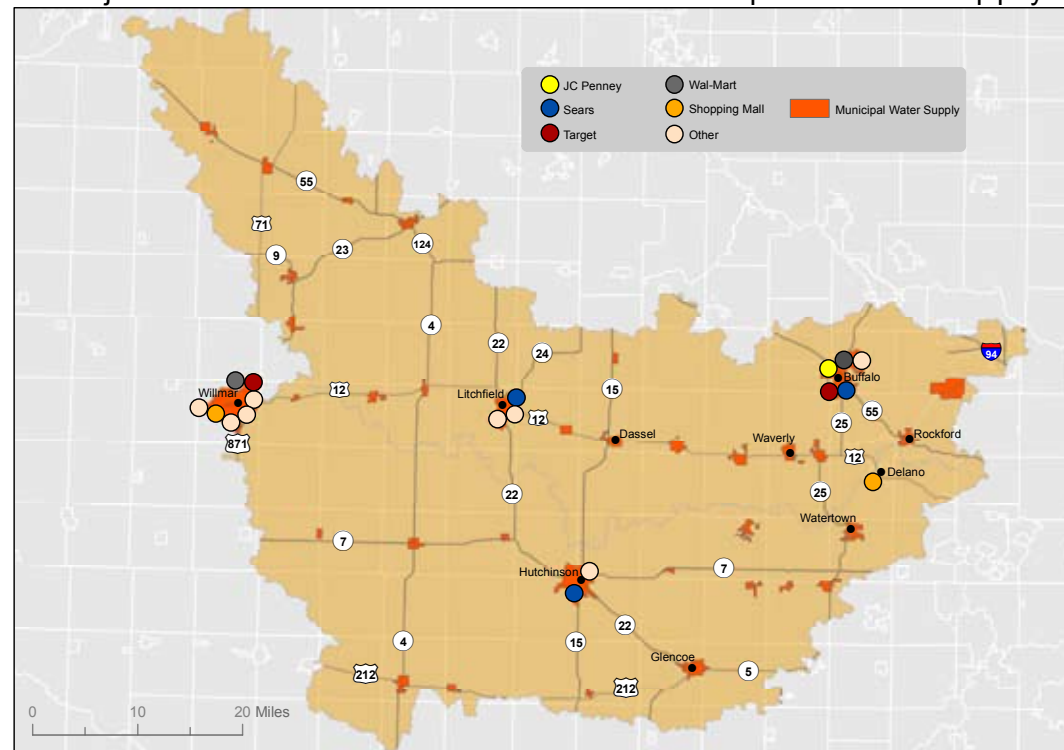 JC Penney
Sears
Target
Wal-Mart
Shopping Mall
Other
Municipal Water Supply
55
71
9
23
124
4
22
24
94
12
15
Willmar
Litchfield
12
Buffalo
871
Dassel
Waverly
25
55
Rockford
12
Delano
22
25
Watertown
7
Hutchinson
7
22
4
15
Glencoe
5
212
212
0 10 20 Miles